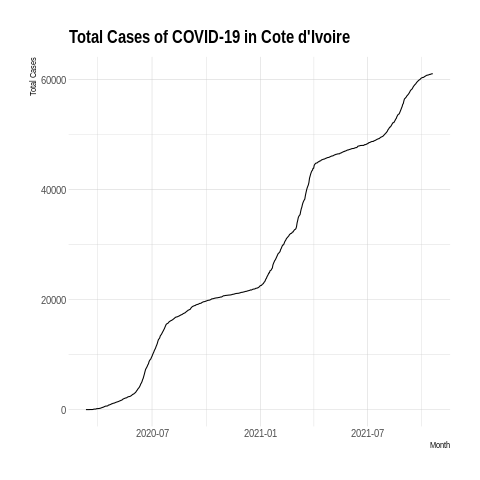 Total Cases of COVID-19 in Cote d'Ivoire
Total Cases
60000
40000
20000
0
2020-07 2021-01 2021-07
Month